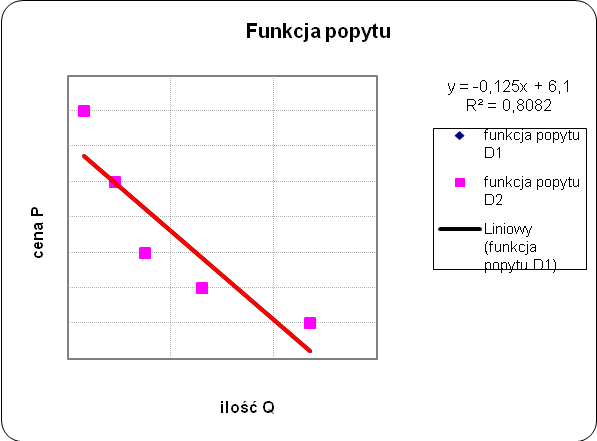 Funkcja popytu
y = -0,125x + 6,1
R² = 0,8082
funkcja popytu
D1
funkcja popytu
D2
Liniowy
(funkcja
popytu D1)
cena P
ilość Q